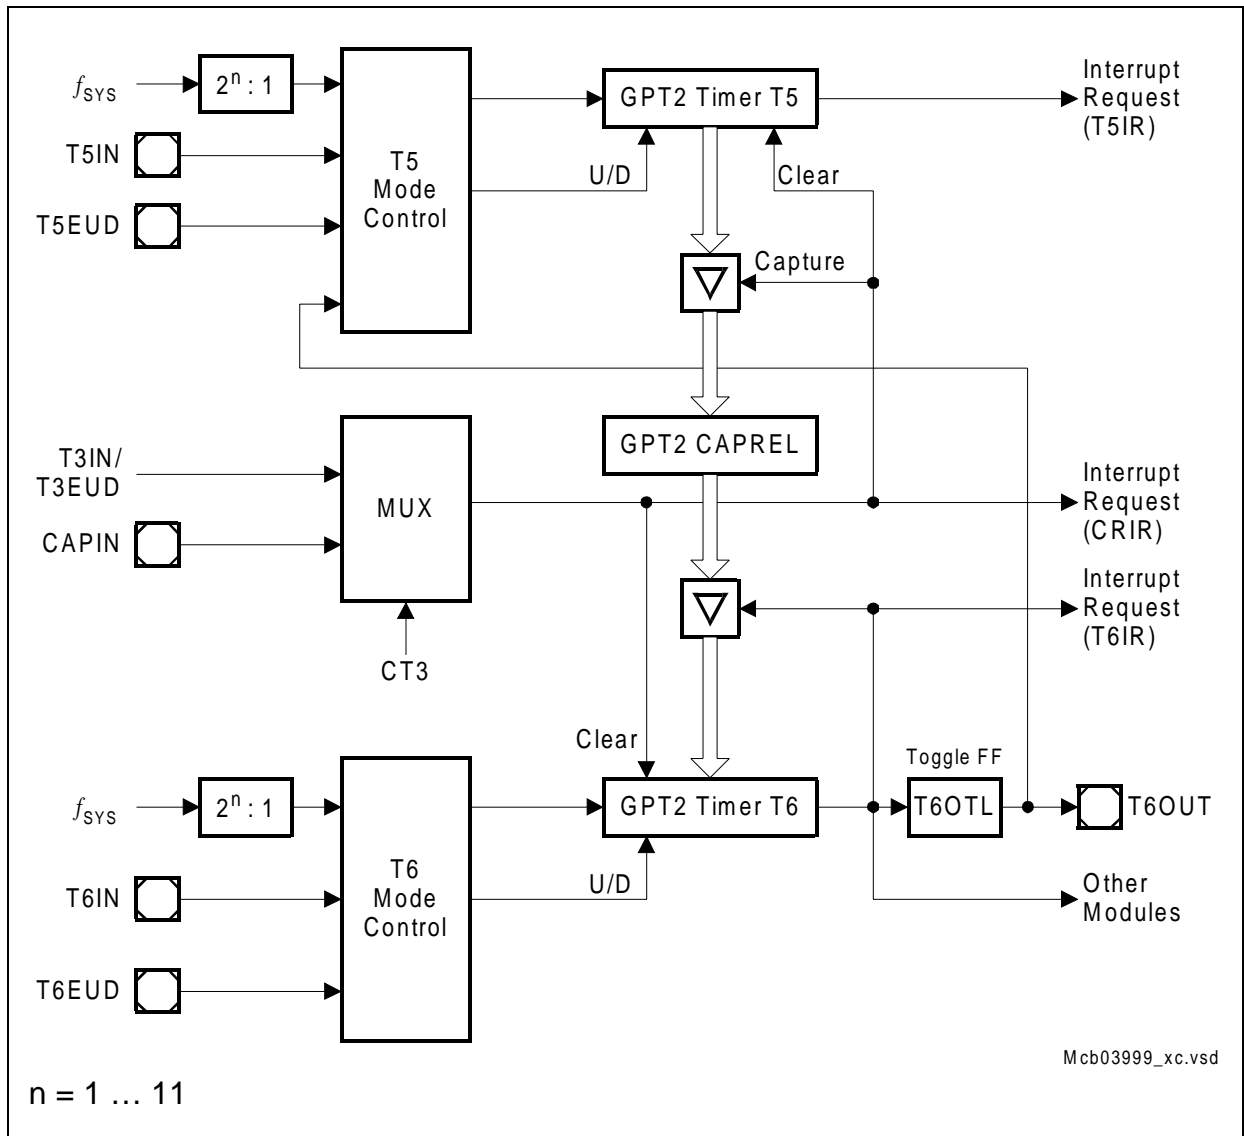 fSYS
2^n : 1
T5IN
T5EUD
T5
Mode
Control
GPT2 Timer T5
U/D
Clear
Interrupt
Request
(T5IR)
Capture
T3IN/
T3EUD
CAPIN
MUX
CT3
GPT2 CAPREL
Interrupt
Request
(CRIR)
Interrupt
Request
(T6IR)
Clear
fSYS
2^n : 1
T6IN
T6EUD
T6
Mode
Control
GPT2 Timer T6
U/D
Toggle FF
T6OTL
T6OUT
Other
Modules
Mcb03999_xc.vsd
n = 1 … 11